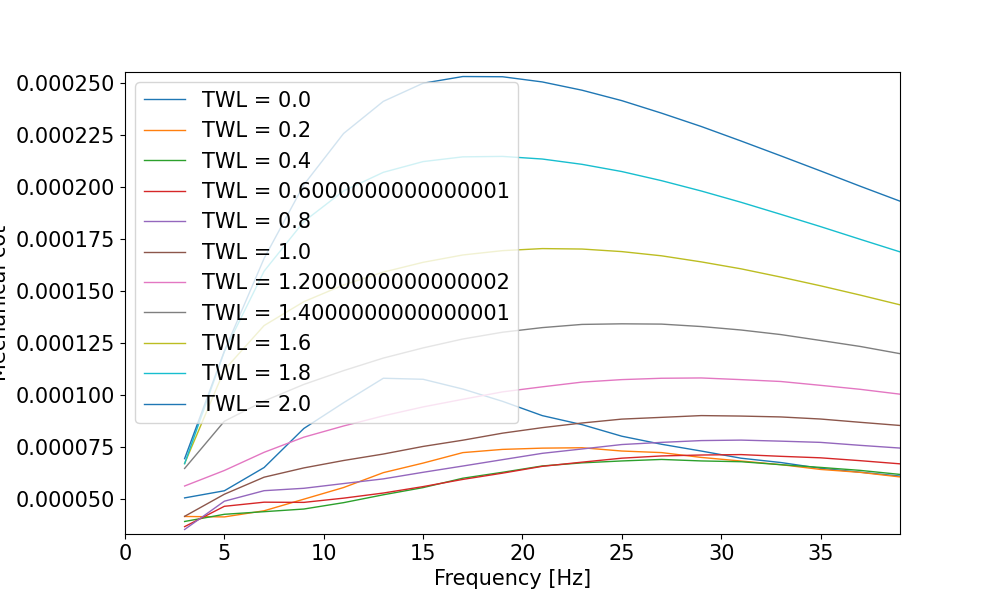 0.000250
0.000225
0.000200
0.000175
0.000150
0.000125
0.000100
0.000075
0.000050
TWL = 0.0
TWL = 0.2
TWL = 0.4
TWL = 0.6000000000000001
TWL = 0.8
TWL = 1.0
TWL = 1.2000000000000002
TWL = 1.4000000000000001
TWL = 1.6
TWL = 1.8
TWL = 2.0
0 5 10 15 20 25 30 35
Frequency [Hz]